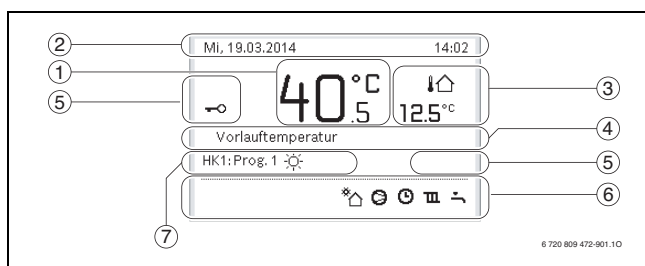 2 Mi, 19.03.2014 14:02
1 40.5 °C
3 12.5°C
5
4 Vorlauftemperatur
7 HK1: Prog. 1
5
6
6 720 809 472-901.1O